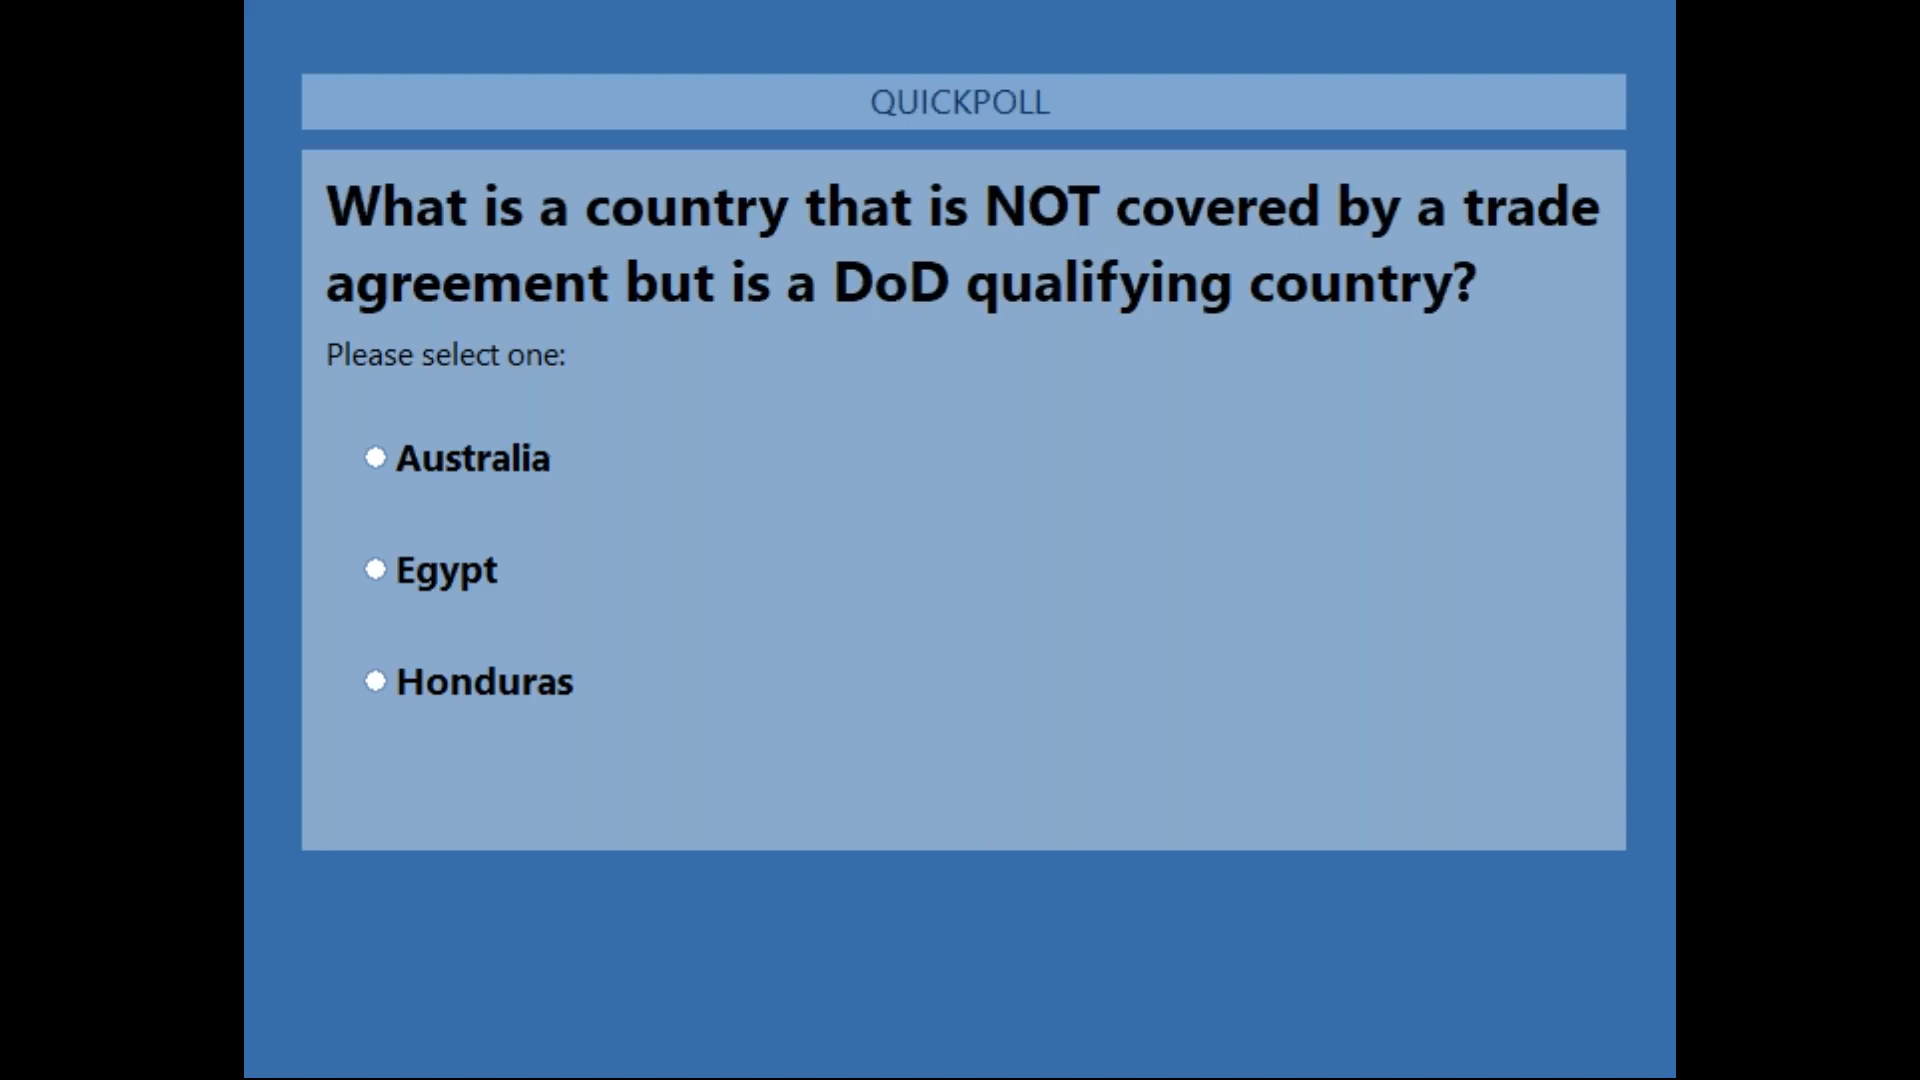 QUICKPOLL
What is a country that is NOT covered by a trade
agreement but is a DoD qualifying country?
Please select one:
Australia
Egypt
Honduras